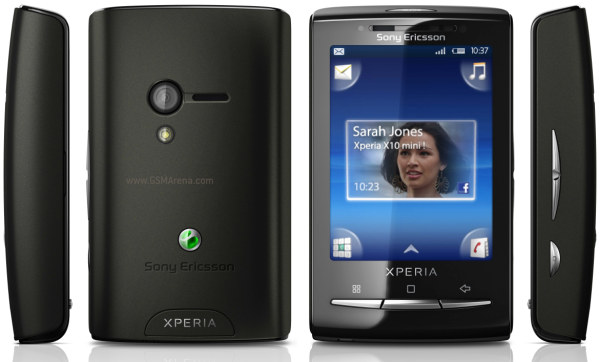 www.GSMArena.com
Sony Ericsson
XPERIA
Sony Ericsson
10:37
Sarah Jones
Xperia X10 mini !
10:23
f
XPERIA